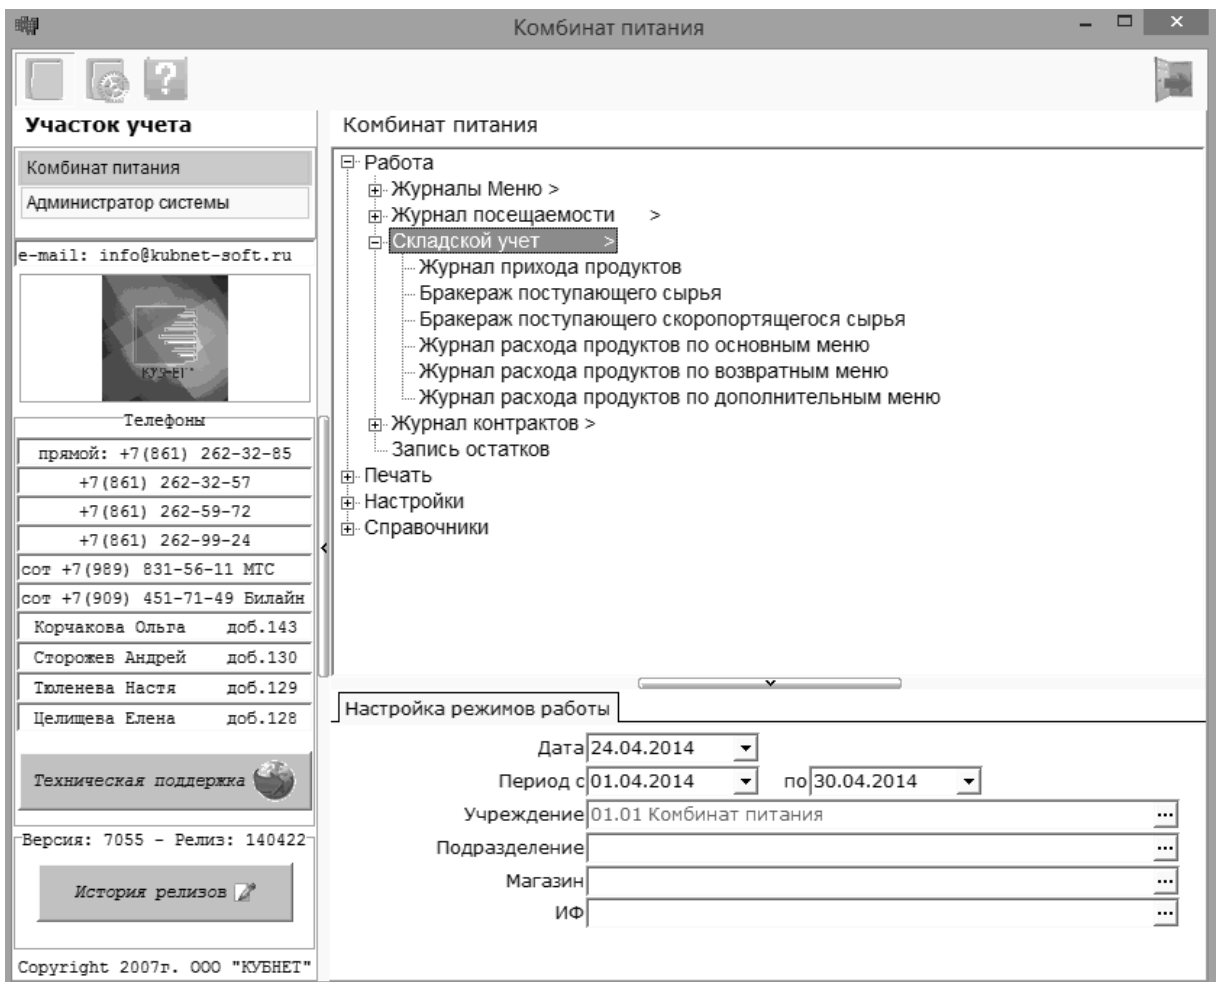 Комбинат питания
Участок учета
Комбинат питания
Администратор системы
e-mail: info@kubnet-soft.ru
Телефоны
прямой: +7(861) 262-32-85
+7(861) 262-32-57
+7(861) 262-59-72
+7(861) 262-99-24
сот +7(989) 831-56-11 МТС
сот +7(909) 451-71-49 Билайн
Корчакова Ольга доб.143
Сторожев Андрей доб.130
Тюленева Настя доб.129
Целищева Елена доб.128
Техническая поддержка
Версия: 7055 - Релиз: 140422
История релизов
Copyright 2007г. ООО "КУБНЕТ"
Комбинат питания
Работа
Журналы Меню >
Журнал посещаемости >
Складской учет >
Журнал прихода продуктов
Бракераж поступающего сырья
Бракераж поступающего скоропортящегося сырья
Журнал расхода продуктов по основным меню
Журнал расхода продуктов по возвратным меню
Журнал расхода продуктов по дополнительным меню
Журнал контрактов >
Запись остатков
Печать
Настройки
Справочники
Настройка режимов работы
Дата 24.04.2014
Период с 01.04.2014 по 30.04.2014
Учреждение 01.01 Комбинат питания ...
Подразделение ...
Магазин ...
ИФ ...